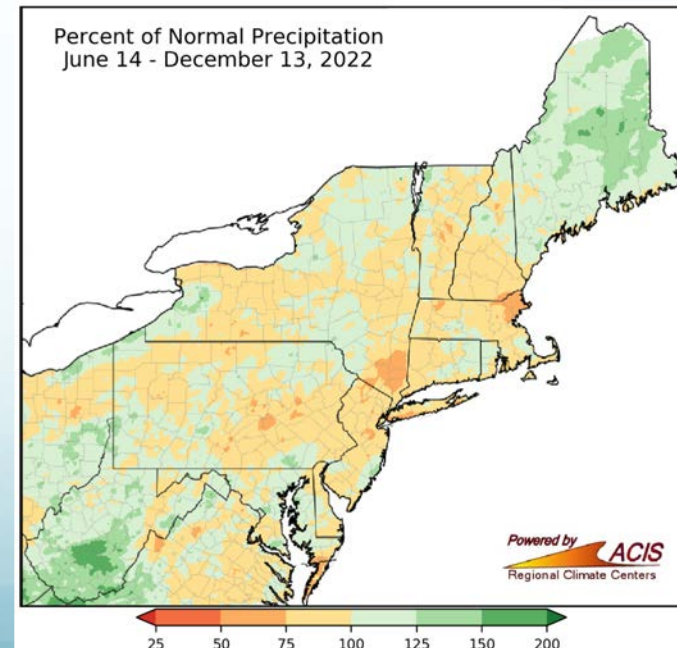 Percent of Normal Precipitation
June 14 - December 13, 2022
Powered by
ACIS
Regional Climate Centers
25 50 75 100 125 150 200